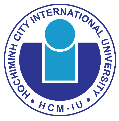 HOCHIMINH CITY INTERNATIONAL UNIVERSITY
• HCM-IU •